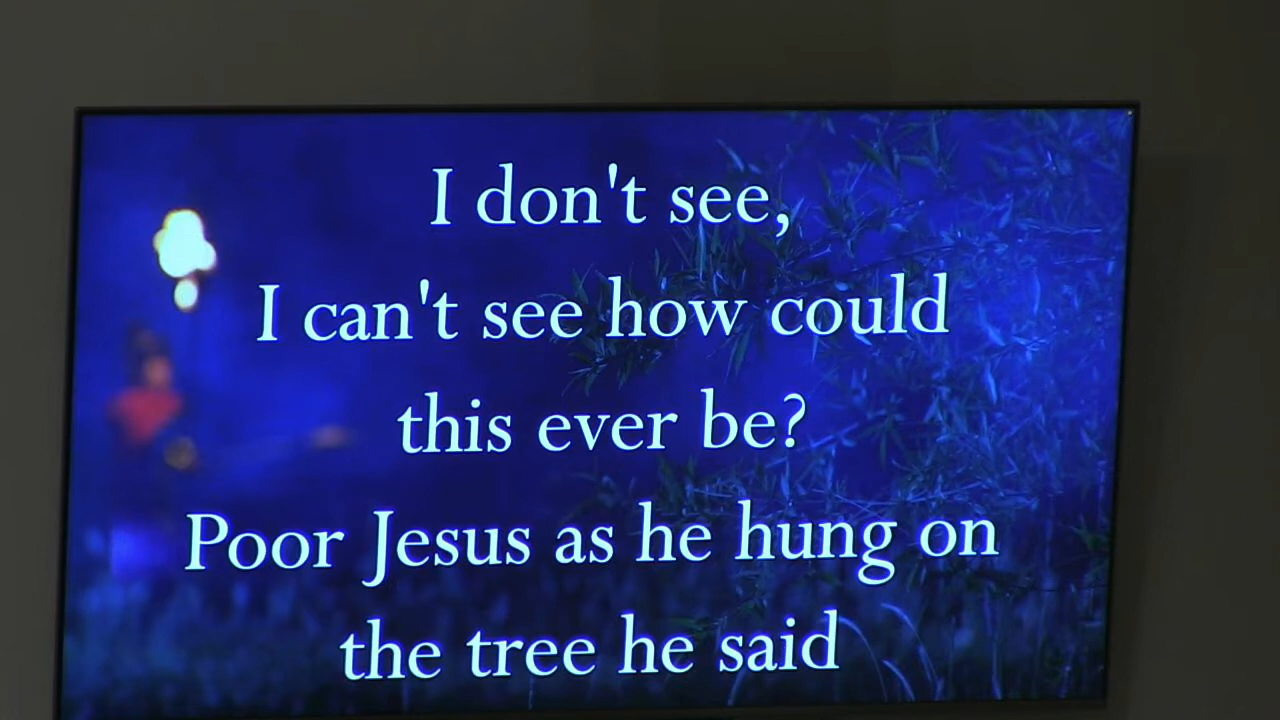 I don't see,
I can't see how could
this ever be?
Poor Jesus as he hung on
the tree he said